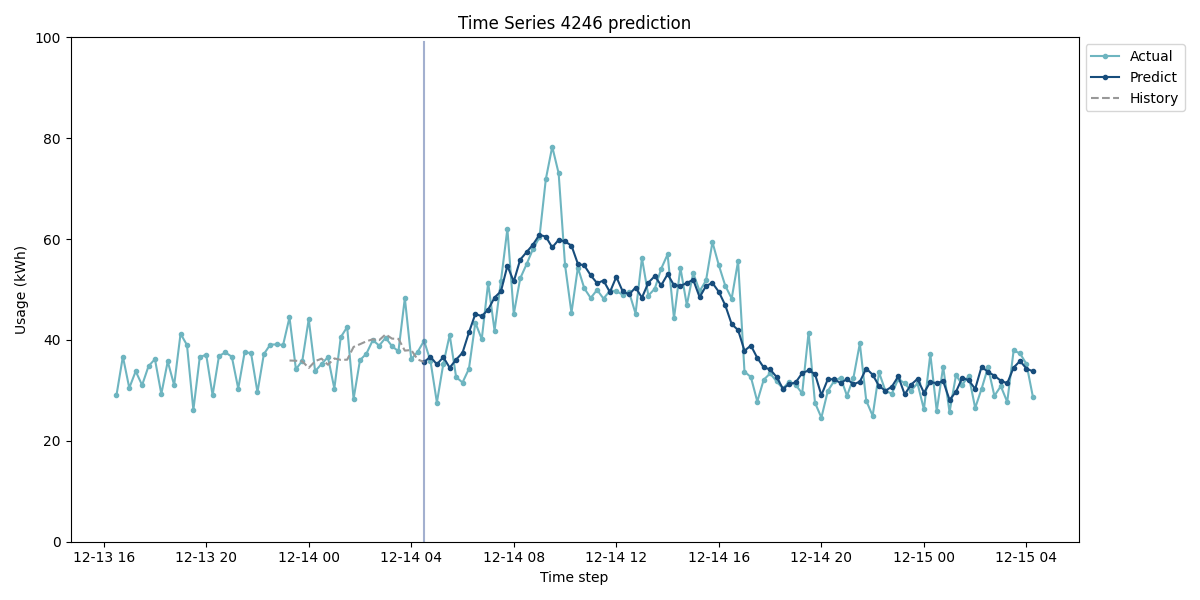 Time Series 4246 prediction
100
80
60
40
20
0
Usage (kWh)
12-13 16 12-13 20 12-14 00 12-14 04 12-14 08 12-14 12 12-14 16 12-14 20 12-15 00 12-15 04
Time step
Actual
Predict
History